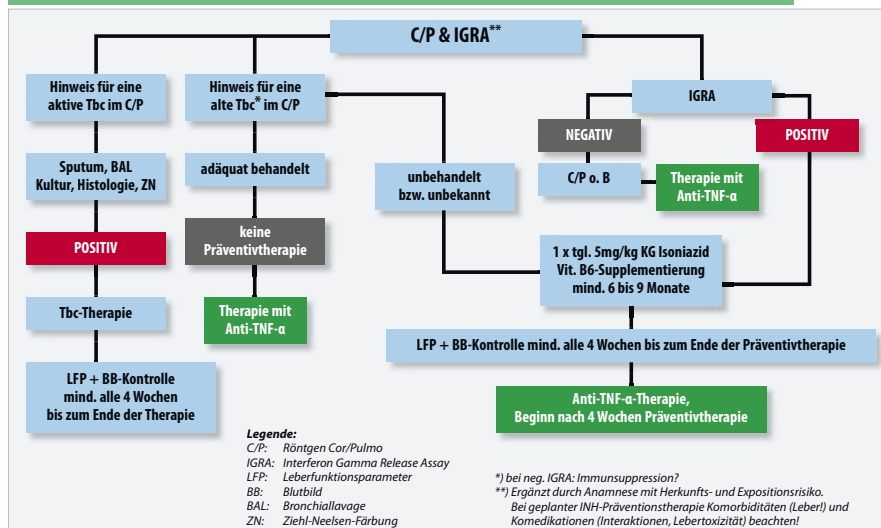 C/P & IGRA**
Hinweis für eine
aktive Tbc im C/P
Sputum, BAL
Kultur, Histologie, ZN
POSITIV
Tbc-Therapie
LFP + BB-Kontrolle
mind. alle 4 Wochen
bis zum Ende der Therapie
Hinweis für eine
alte Tbc* im C/P
adäquat behandelt
keine
Präventivtherapie
Therapie mit
Anti-TNF-α
unbehandelt
bzw. unbekannt
IGRA
NEGATIV
POSITIV
C/P o. B
Therapie mit
Anti-TNF-α
1 x tgl. 5mg/kg KG Isoniazid
Vit. B6-Supplementierung
mind. 6 bis 9 Monate
LFP + BB-Kontrolle mind. alle 4 Wochen bis zum Ende der Präventivtherapie
Anti-TNF-α-Therapie,
Beginn nach 4 Wochen Präventivtherapie
Legende:
C/P: Röntgen Cor/Pulmo
IGRA: Interferon Gamma Release Assay
LFP: Leberfunktionsparameter
BB: Blutbild
BAL: Bronchiallavage
ZN: Ziehl-Neelsen-Färbung
*) bei neg. IGRA: Immunsuppression?
**) Ergänzt durch Anamnese mit Herkunfts- und Expositionsrisiko.
Bei geplanter INH-Präventionstherapie Komorbiditäten (Leber!) und
Komedikationen (Interaktionen, Lebertoxizität) beachten!